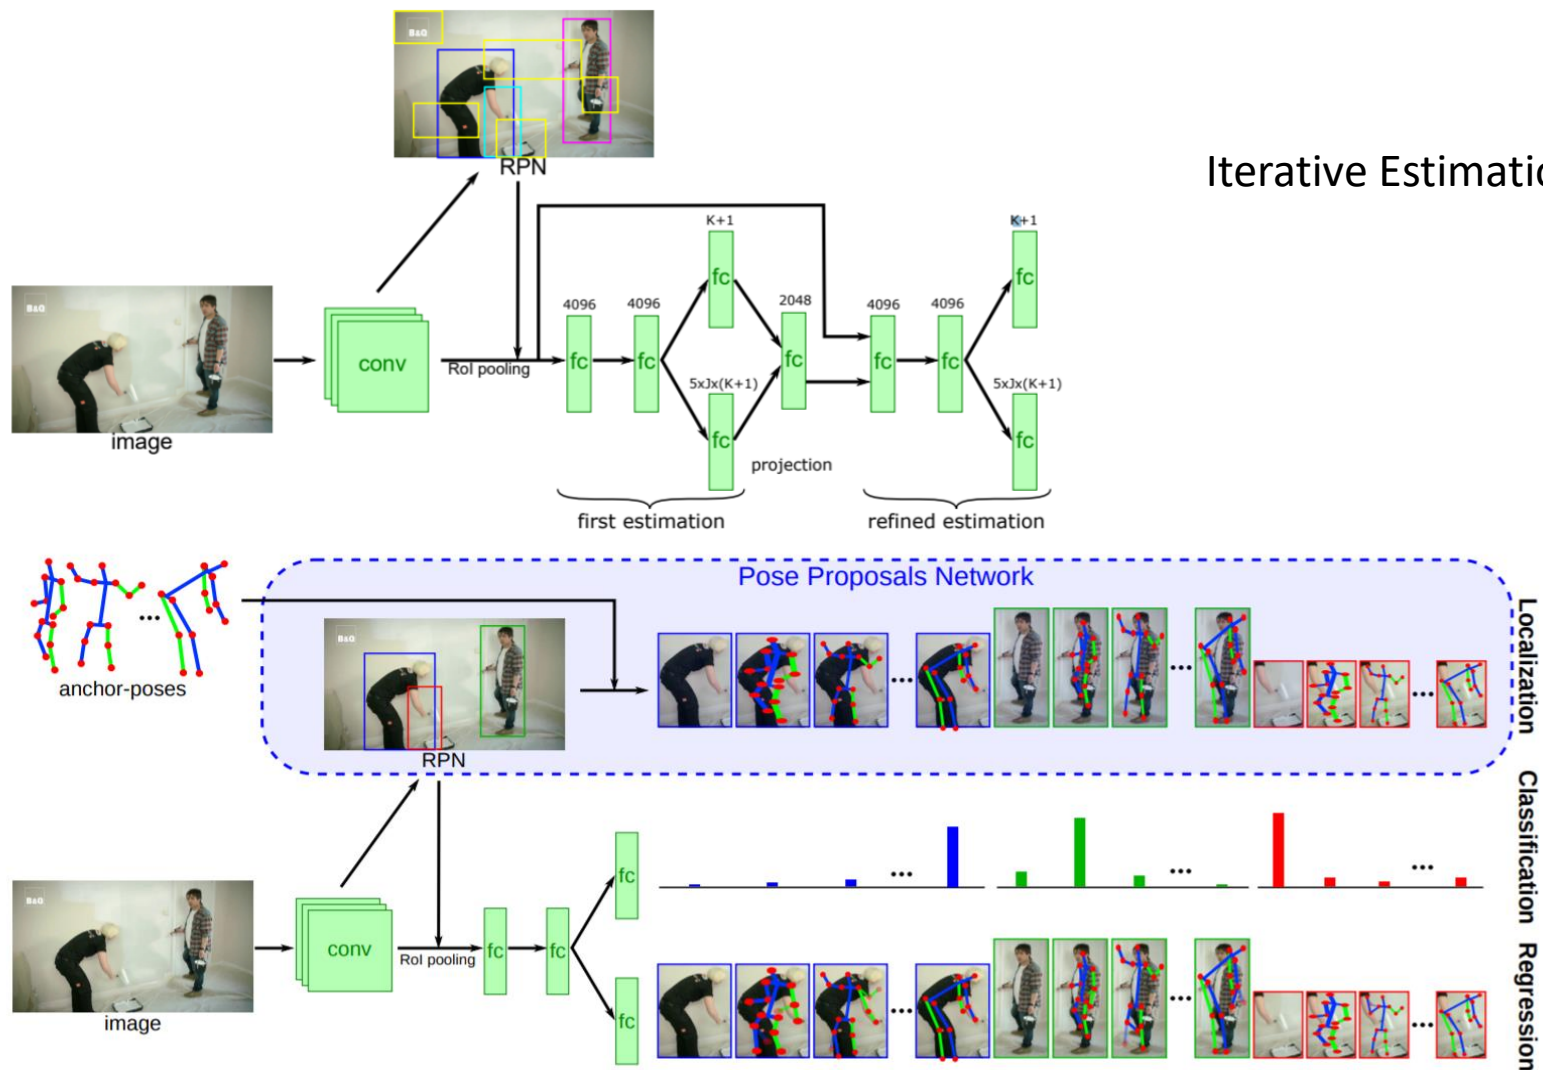 B&Q
RPN
Iterative Estimatio
K+1
K+1
4096
4096
2048
4096
4096
fc
fc
B&Q
conv
RoI pooling
fc
fc
fc
fc
fc
5xJx(K+1)
5xJx(K+1)
fc
fc
image
projection
first estimation
refined estimation
Pose Proposals Network
Localization
...
B&Q
anchor-poses
...
...
...
RPN
Classification
fc
...
...
...
B&Q
conv
RoI pooling
fc
fc
Regression
fc
...
...
...
image